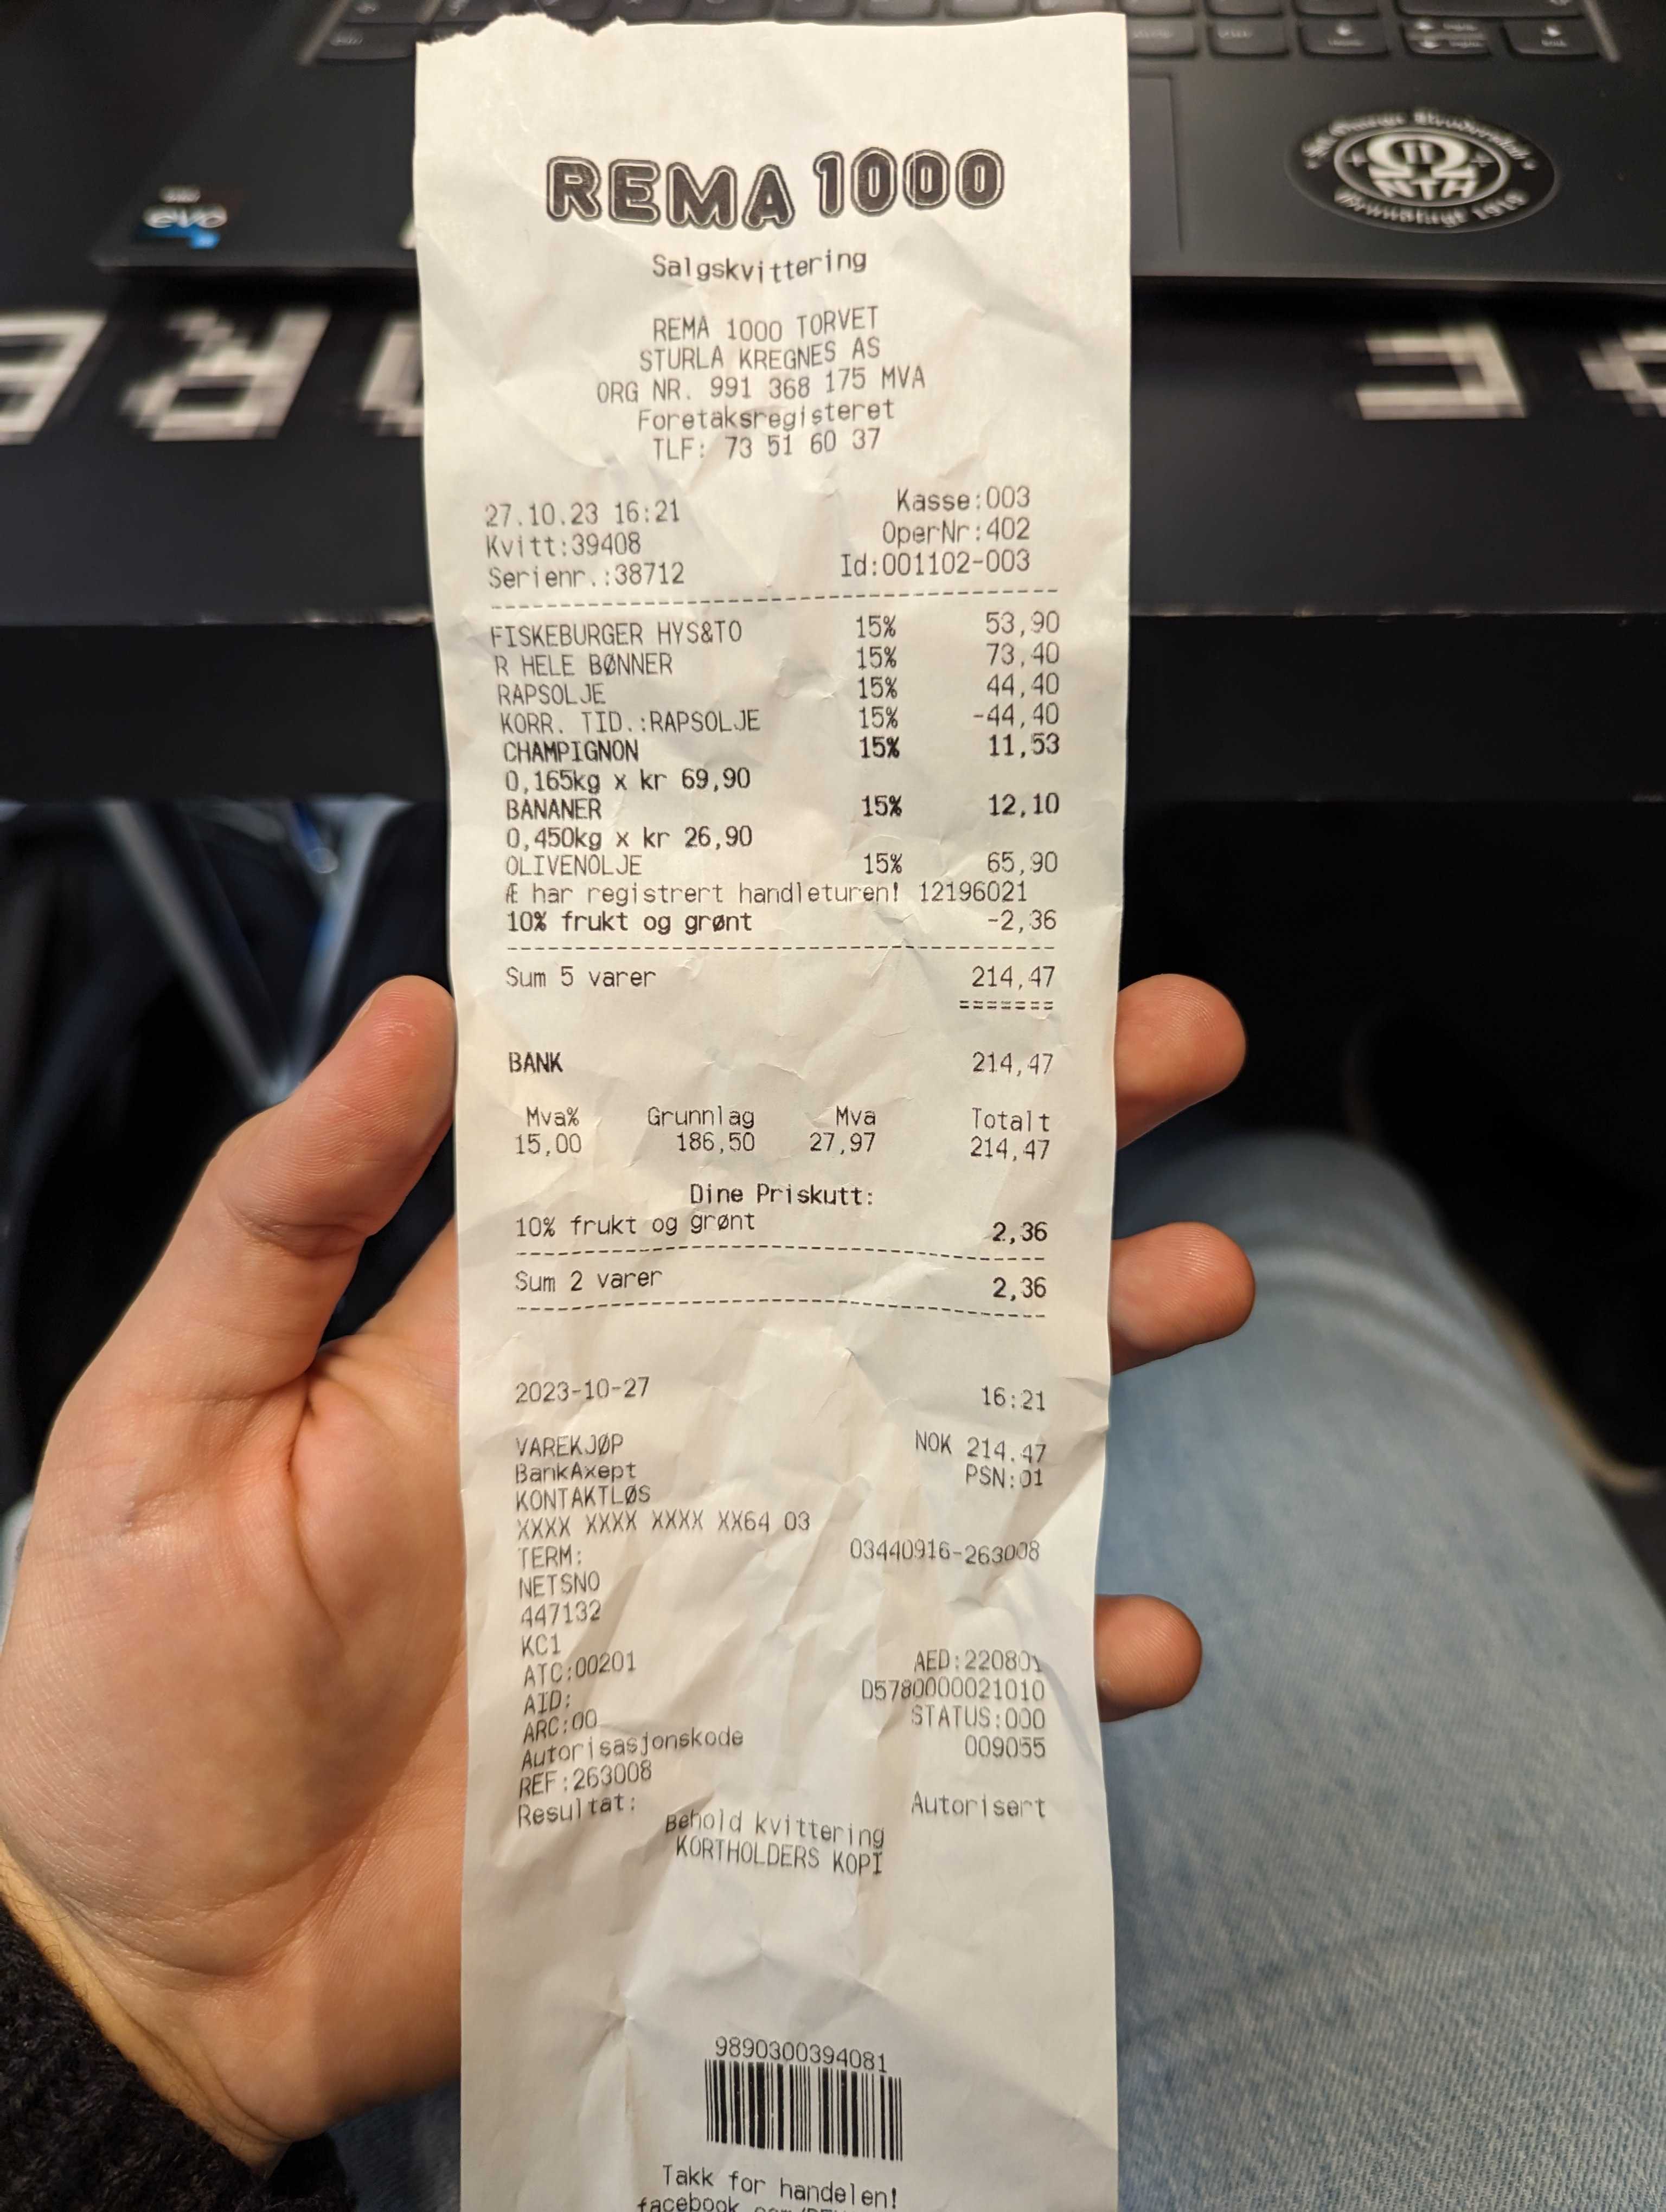 REMA 1000
Salgskvittering
REMA 1000 TORVET
STURLA KREGNES AS
ORG NR. 991 368 175 MVA
Foretaksregisteret
TLF: 73 51 60 37
27.10.23 16:21 Kasse:003
Kvitt:39408 OperNr:402
Serienr.:38712 Id:001102-003
FISKEBURGER HYS&TO 15% 53,90
R HELE BØNNER 15% 73,40
RAPSOLJE 15% 44,40
KORR. TID.:RAPSOLJE 15% -44,40
CHAMPIGNON 15% 11,53
0,165kg x kr 69,90
BANANER 15% 12,10
0,450kg x kr 26,90
OLIVENOLJE 15% 65,90
Æ har registrert handleturen! 12196021
10% frukt og grønt -2,36
Sum 5 varer 214,47
=======
BANK 214,47
Mva% Grunnlag Mva Totalt
15,00 186,50 27,97 214,47
Dine Priskutt:
10% frukt og grønt 2,36
Sum 2 varer 2,36
2023-10-27 16:21
VAREKJØP NOK 214.47
BankAxept PSN:01
KONTAKTLØS
XXXX XXXX XXXX XX64 03
TERM: 03440916-263008
NETSNO
447132
KC1
ATC:00201 AED:220801
AID: D5780000021010
ARC:00 STATUS:000
Autorisasjonskode 009055
REF:263008
Resultat: Autorisert
Behold kvittering
KORTHOLDERS KOPI
9890300394081
Takk for handelen!
evo
NTH